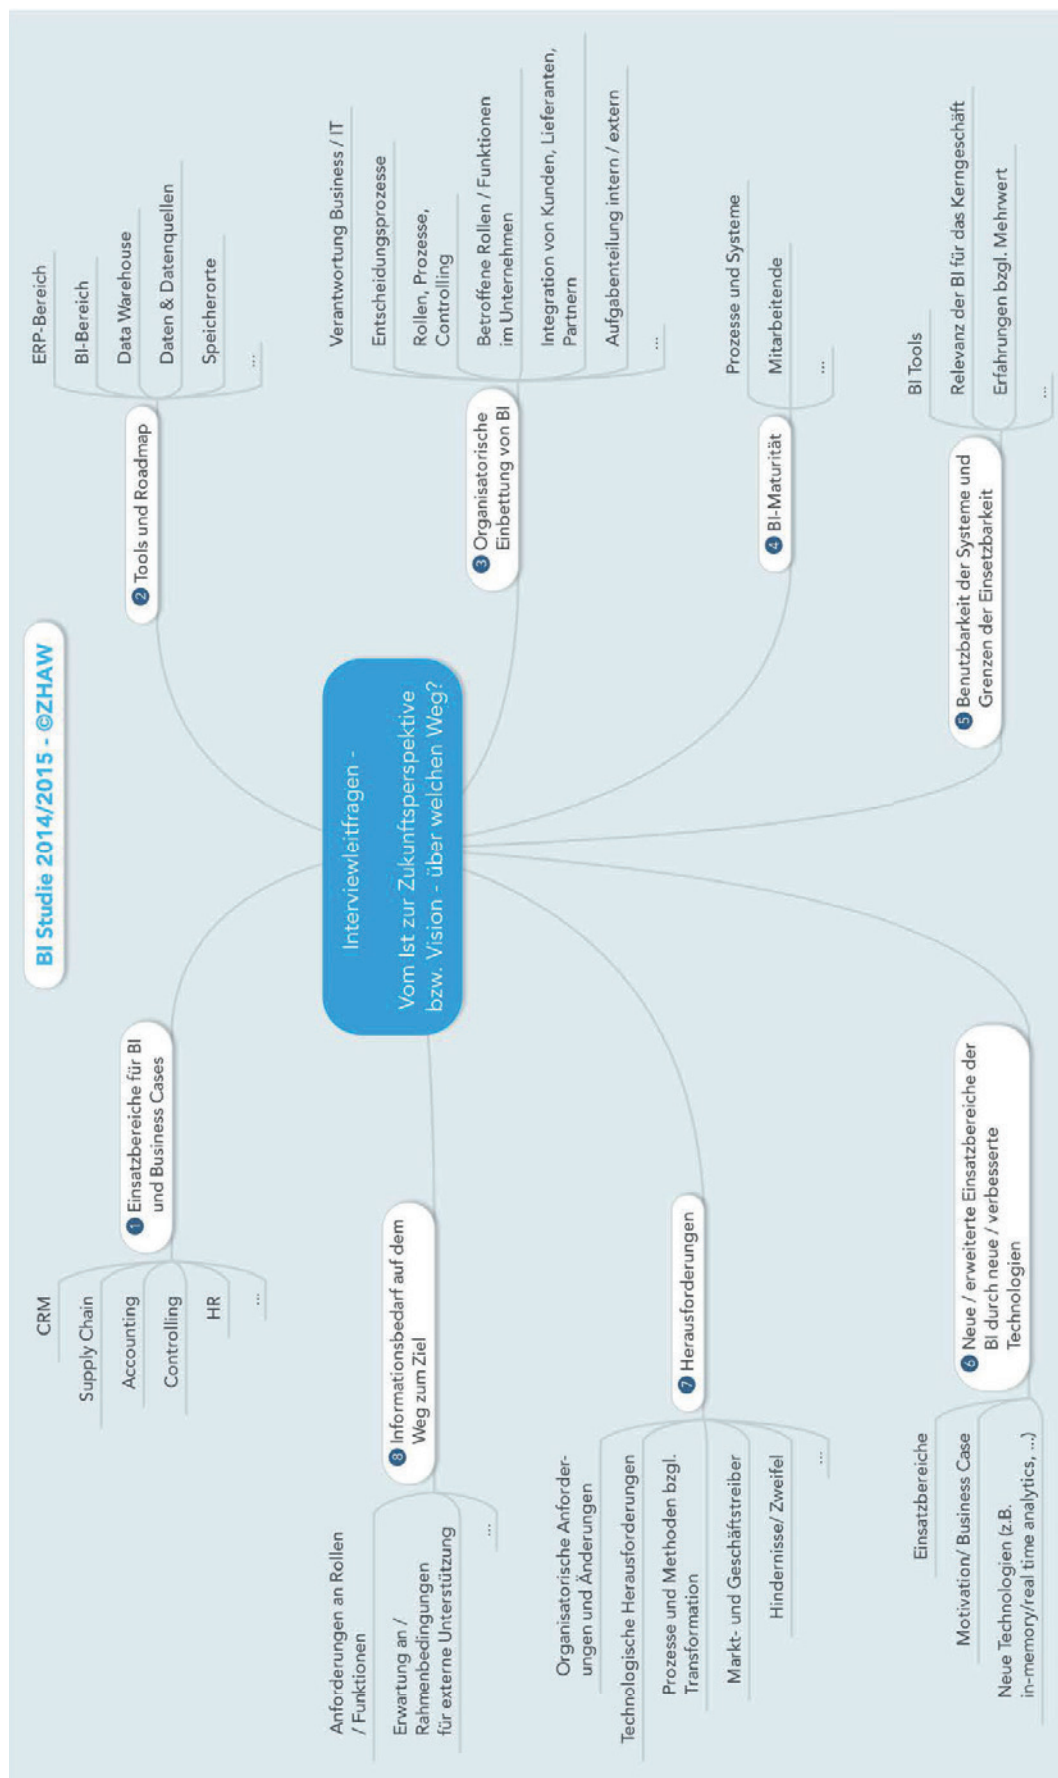 BI Studie 2014/2015 - ©ZHAW
Interviewleitfragen -
Vom Ist zur Zukunftsperspektive
bzw. Vision - über welchen Weg?
1 Einsatzbereiche für BI
und Business Cases
CRM
Supply Chain
Accounting
Controlling
HR
...
2 Tools und Roadmap
ERP-Bereich
BI-Bereich
Data Warehouse
Daten & Datenquellen
Speicherorte
...
3 Organisatorische
Einbettung von BI
Verantwortung Business / IT
Entscheidungsprozesse
Rollen, Prozesse,
Controlling
Betroffene Rollen / Funktionen
im Unternehmen
Integration von Kunden, Lieferanten,
Partnern
Aufgabenteilung intern / extern
...
4 BI-Maturität
Prozesse und Systeme
Mitarbeitende
...
5 Benutzbarkeit der Systeme und
Grenzen der Einsetzbarkeit
BI Tools
Relevanz der BI für das Kerngeschäft
Erfahrungen bzgl. Mehrwert
...
6 Neue / erweiterte Einsatzbereiche der
BI durch neue / verbesserte
Technologien
Einsatzbereiche
Motivation/ Business Case
Neue Technologien (z.B.
in-memory/real time analytics, ...)
7 Herausforderungen
Organisatorische Anforder-
ungen und Änderungen
Technologische Herausforderungen
Prozesse und Methoden bzgl.
Transformation
Markt- und Geschäftstreiber
Hindernisse/ Zweifel
...
8 Informationsbedarf auf dem
Weg zum Ziel
Anforderungen an Rollen
/ Funktionen
Erwartung an /
Rahmenbedingungen
für externe Unterstützung
...